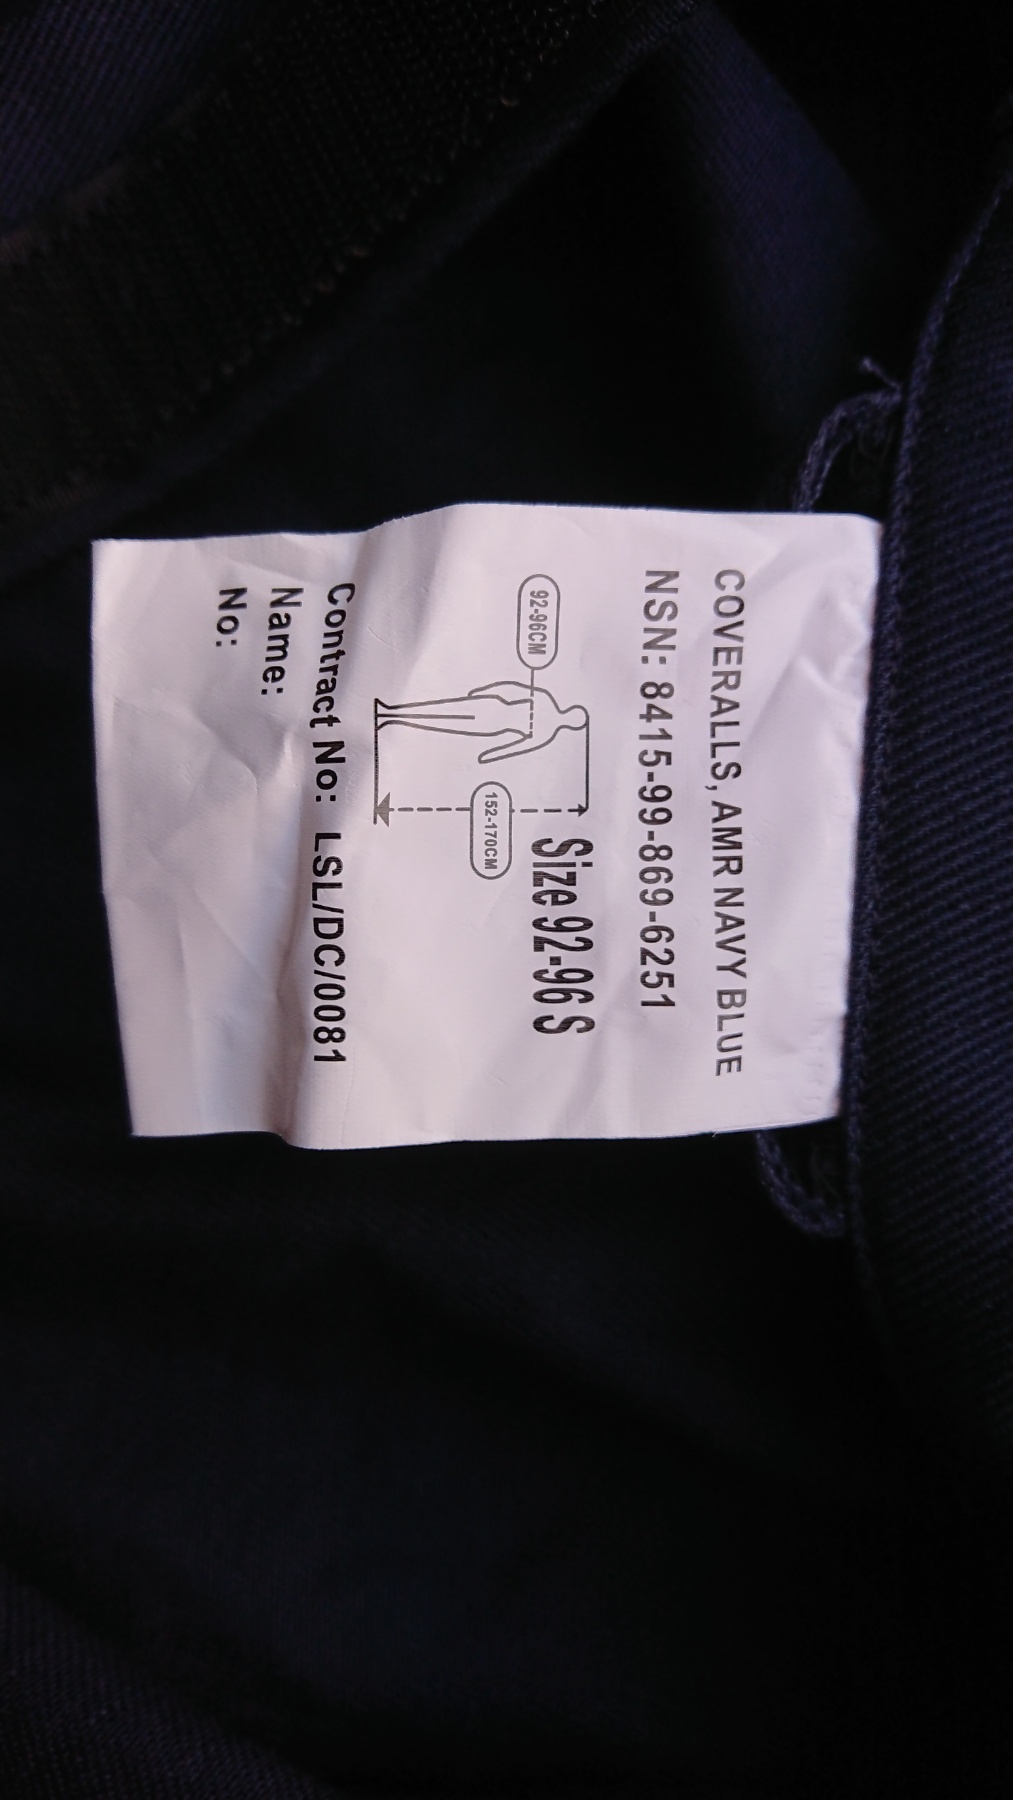 COVERALLS, AMR NAVY BLUE
NSN: 8415-99-869-6251
Size 92-96 S
92-96CM
152-170CM
Contract No: LSL/DC/0081
Name:
No: